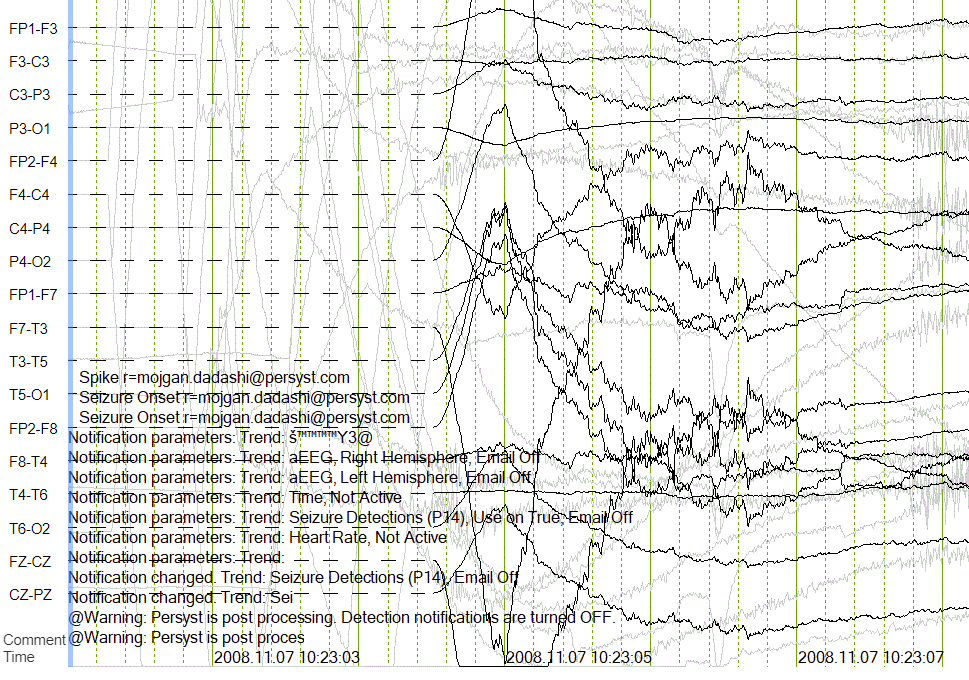 FP1-F3
F3-C3
C3-P3
P3-O1
FP2-F4
F4-C4
C4-P4
P4-O2
FP1-F7
F7-T3
T3-T5
Spike r=mojgan.dadashi@persyst.com
T5-O1
Seizure Onset r=mojgan.dadashi@persyst.com
Seizure Onset r=mojgan.dadashi@persyst.com
FP2-F8
Notification parameters: Trend: š™™™™Y3@
Notification parameters: Trend: aEEG, Right Hemisphere, Email Off
F8-T4
Notification parameters: Trend: aEEG, Left Hemisphere, Email Off
T4-T6
Notification parameters: Trend: Time, Not Active
Notification parameters: Trend: Seizure Detections (P14), Use on True, Email Off
T6-O2
Notification parameters: Trend: Heart Rate, Not Active
Notification parameters: Trend:
FZ-CZ
Notification changed. Trend: Seizure Detections (P14), Email Off
CZ-PZ
Notification changed. Trend: Sei
@Warning: Persyst is post processing. Detection notifications are turned OFF.
Comment @Warning: Persyst is post proces
Time 2008.11.07 10:23:03 2008.11.07 10:23:05 2008.11.07 10:23:07